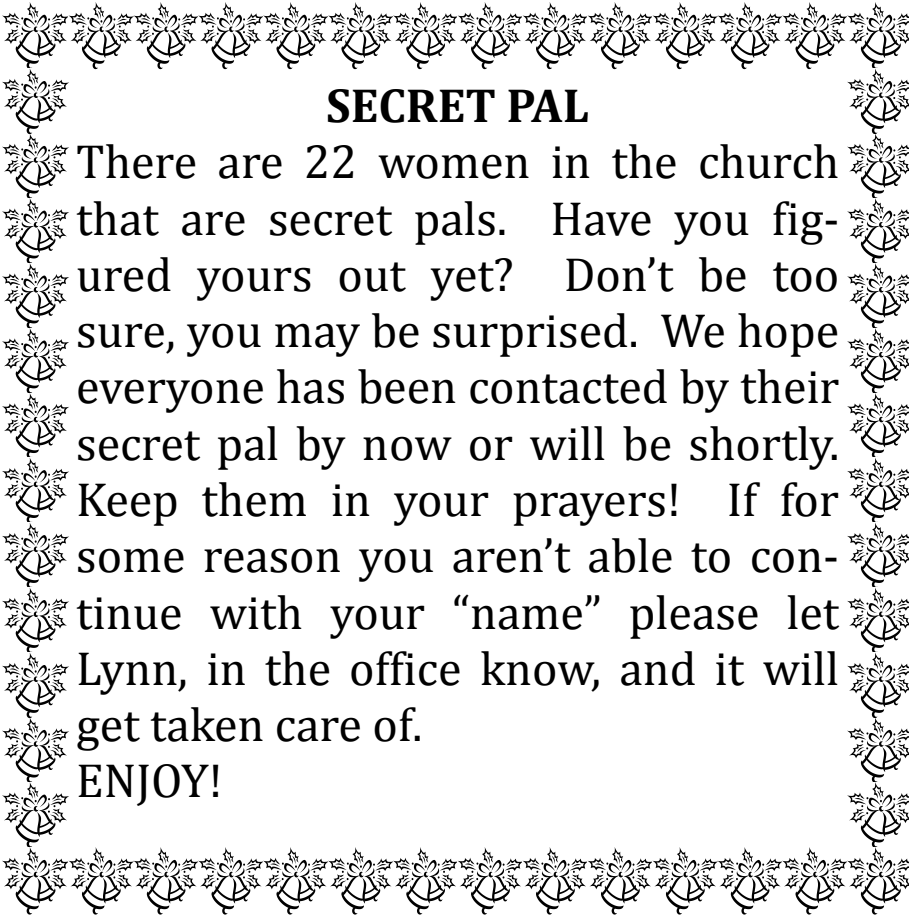 SECRET PAL
There are 22 women in the church
that are secret pals.  Have you fig-
ured yours out yet?  Don’t be too
sure, you may be surprised.  We hope
everyone has been contacted by their
secret pal by now or will be shortly.
Keep them in your prayers!  If for
some reason you aren’t able to con-
tinue with your “name” please let
Lynn, in the office know, and it will
get taken care of.
ENJOY!